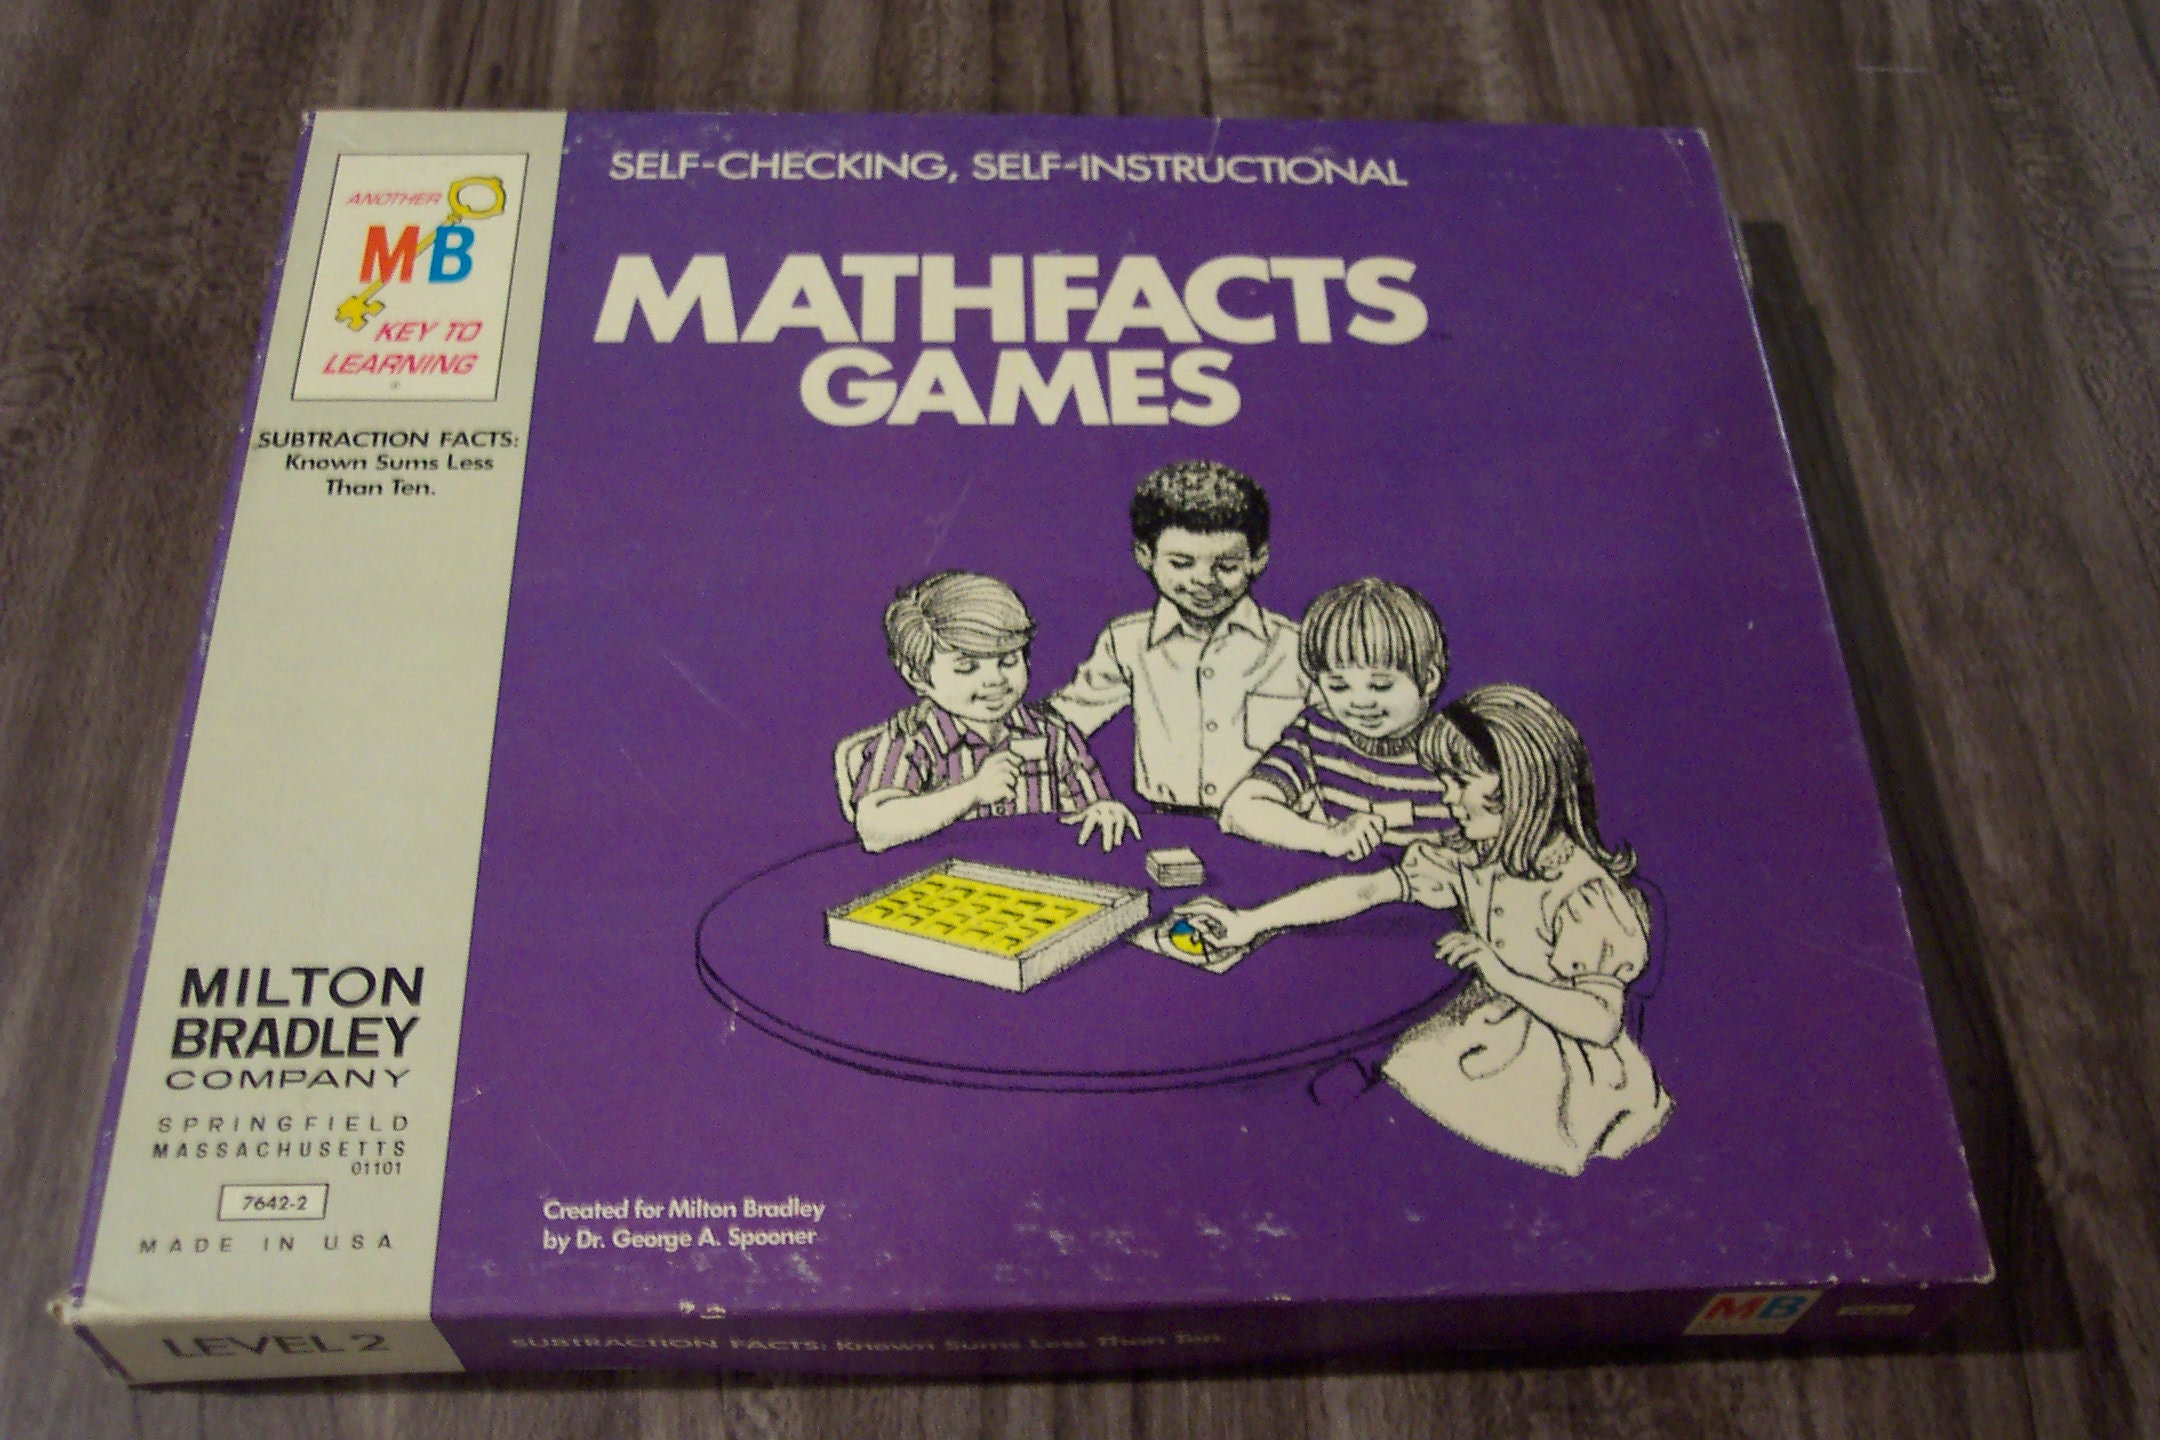 ANOTHER
MB
KEY TO
LEARNING
®
SUBTRACTION FACTS:
Known Sums Less
Than Ten.
MILTON
BRADLEY
COMPANY
SPRINGFIELD
MASSACHUSETTS
01101
7642-2
MADE IN USA
SELF-CHECKING, SELF-INSTRUCTIONAL
MATHFACTS
GAMES
Created for Milton Bradley
by Dr. George A. Spooner
LEVEL 2
SUBTRACTION FACTS: Known Sums Less Than Ten.
MB